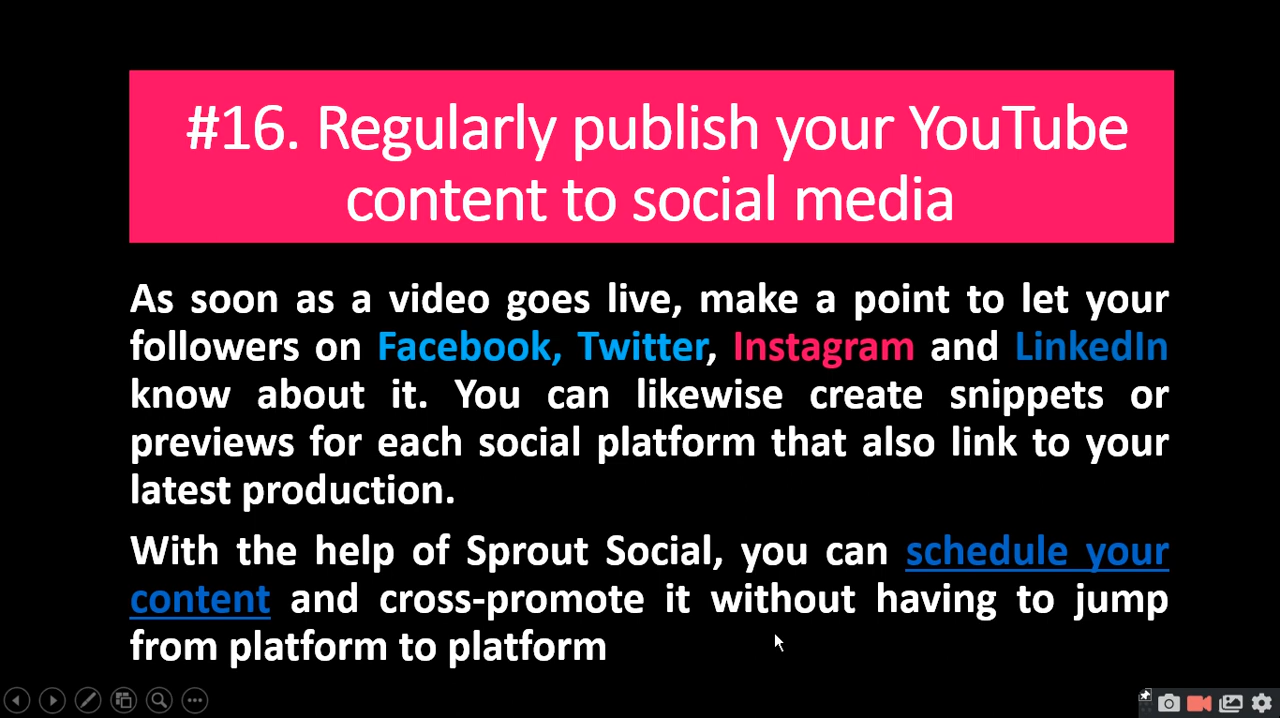 #16. Regularly publish your YouTube
content to social media
As soon as a video goes live, make a point to let your
followers on Facebook, Twitter, Instagram and LinkedIn
know about it. You can likewise create snippets or
previews for each social platform that also link to your
latest production.
With the help of Sprout Social, you can schedule your
content and cross-promote it without having to jump
from platform to platform